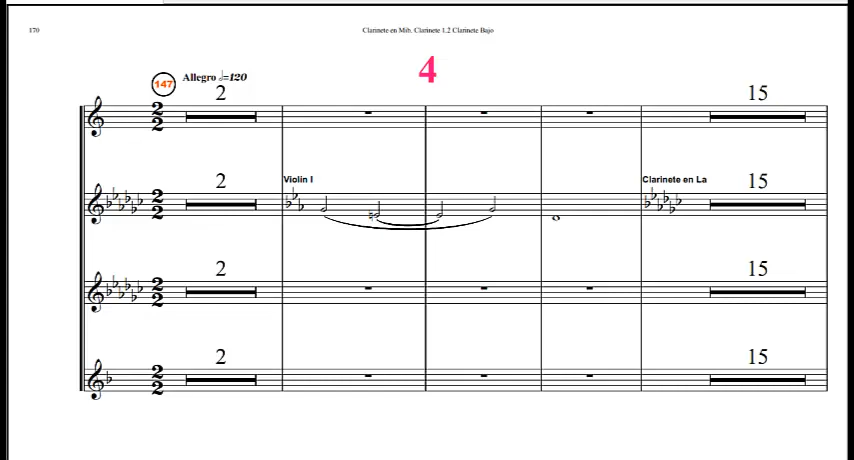 170
Clarinete en Mib. Clarinete 1.2 Clarinete Bajo
4
147 Allegro 𝅗𝅥=120
2 15
2 Violin I Clarinete en La 15
2 15
2 15